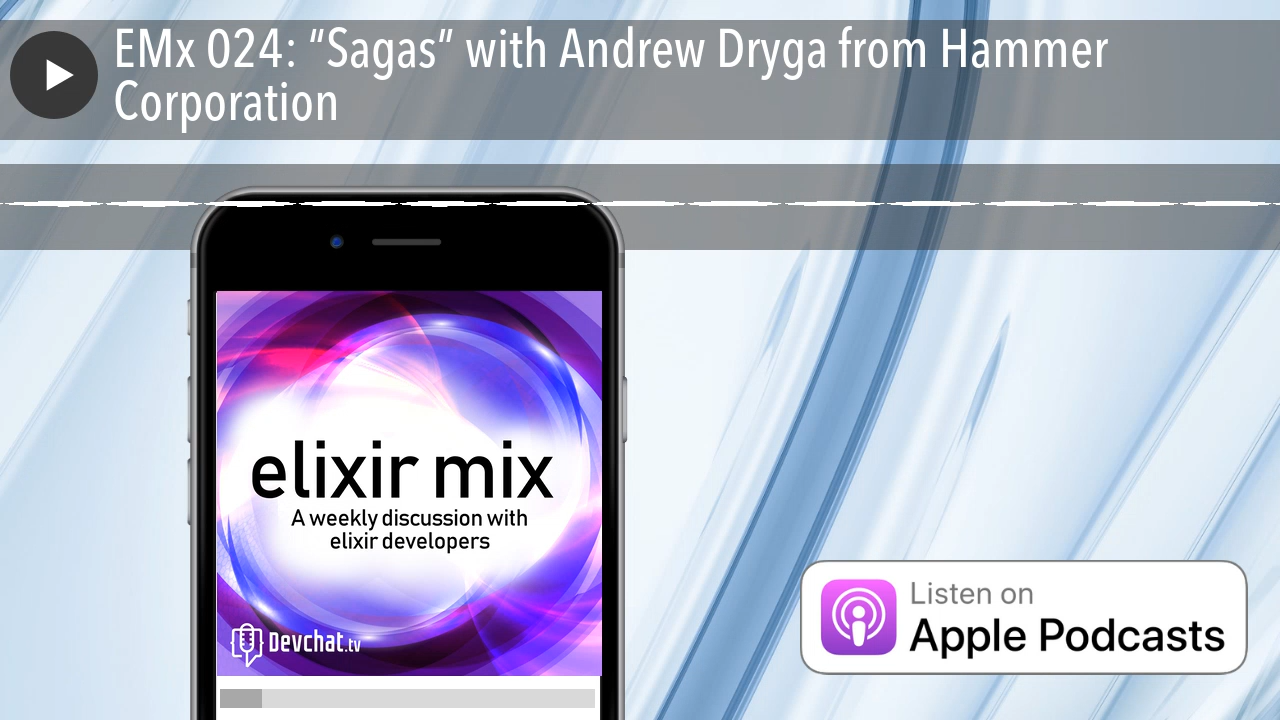 EMx 024: “Sagas” with Andrew Dryga from Hammer
Corporation
elixir mix
A weekly discussion with
elixir developers
Devchat.tv
Listen on
Apple Podcasts